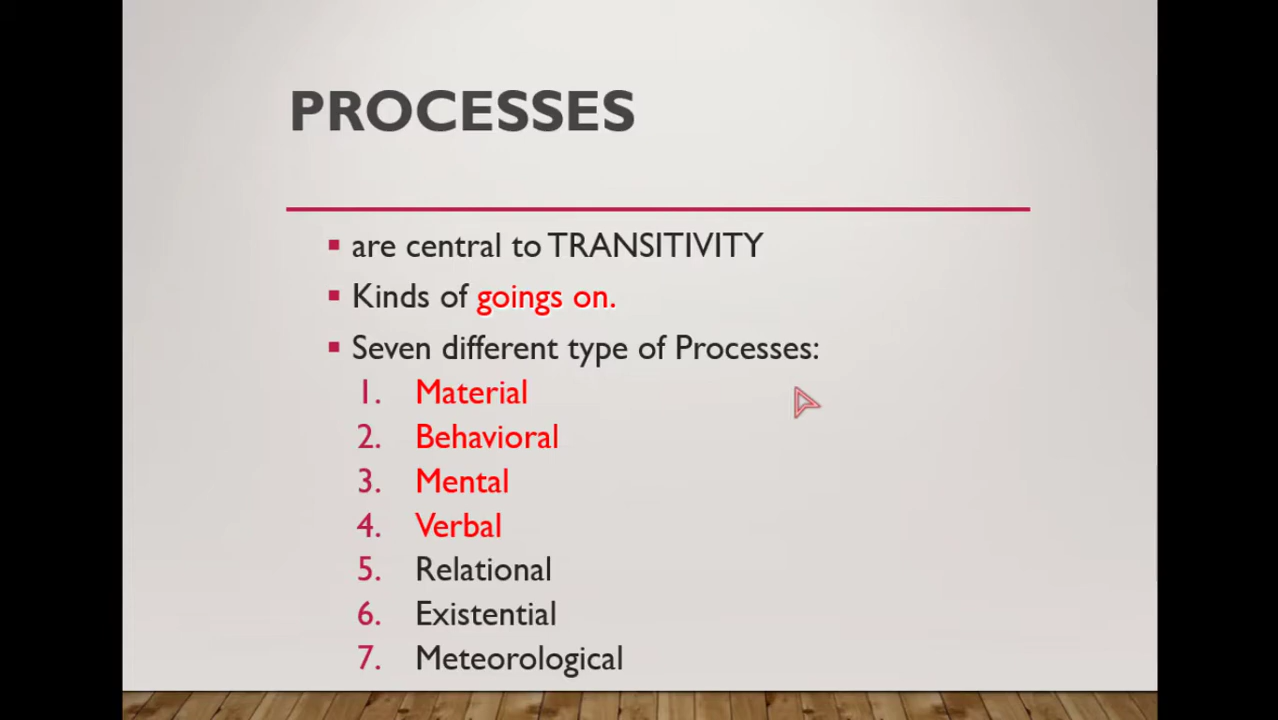 PROCESSES
▪ are central to TRANSITIVITY
▪ Kinds of goings on.
▪ Seven different type of Processes:
1. Material
2. Behavioral
3. Mental
4. Verbal
5. Relational
6. Existential
7. Meteorological